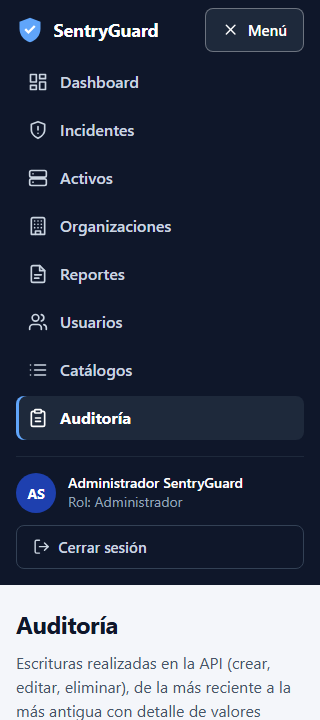 SentryGuard
Menú
Dashboard
Incidentes
Activos
Organizaciones
Reportes
Usuarios
Catálogos
Auditoría
AS
Administrador SentryGuard
Rol: Administrador
Cerrar sesión
Auditoría
Escrituras realizadas en la API (crear,
editar, eliminar), de la más reciente a la
más antigua con detalle de valores